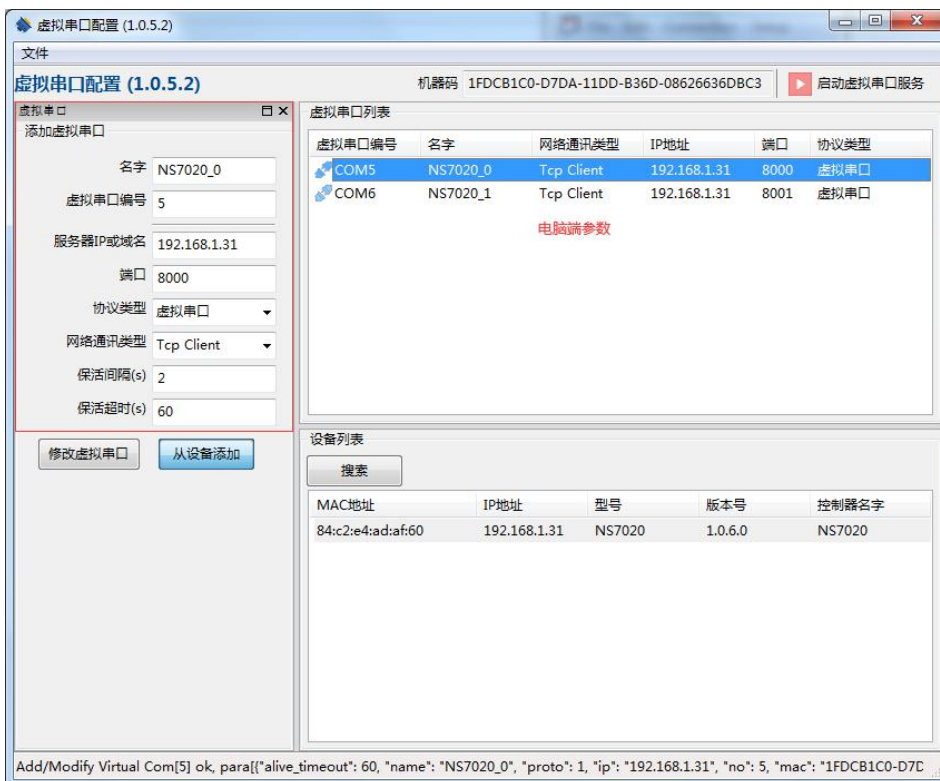 虚拟串口配置 (1.0.5.2)
文件
虚拟串口配置 (1.0.5.2)
机器码 1FDCB1C0-D7DA-11DD-B36D-08626636DBC3 启动虚拟串口服务
虚拟串口
添加虚拟串口
名字 NS7020_0
虚拟串口编号 5
服务器IP或域名 192.168.1.31
端口 8000
协议类型 虚拟串口
网络通讯类型 Tcp Client
保活间隔(s) 2
保活超时(s) 60
修改虚拟串口 从设备添加
虚拟串口列表
虚拟串口编号 名字 网络通讯类型 IP地址 端口 协议类型
COM5 NS7020_0 Tcp Client 192.168.1.31 8000 虚拟串口
COM6 NS7020_1 Tcp Client 192.168.1.31 8001 虚拟串口
电脑端参数
设备列表
搜索
MAC地址 IP地址 型号 版本号 控制器名字
84:c2:e4:ad:af:60 192.168.1.31 NS7020 1.0.6.0 NS7020
Add/Modify Virtual Com[5] ok, para[{"alive_timeout": 60, "name": "NS7020_0", "proto": 1, "ip": "192.168.1.31", "no": 5, "mac": "1FDCB1C0-D7D